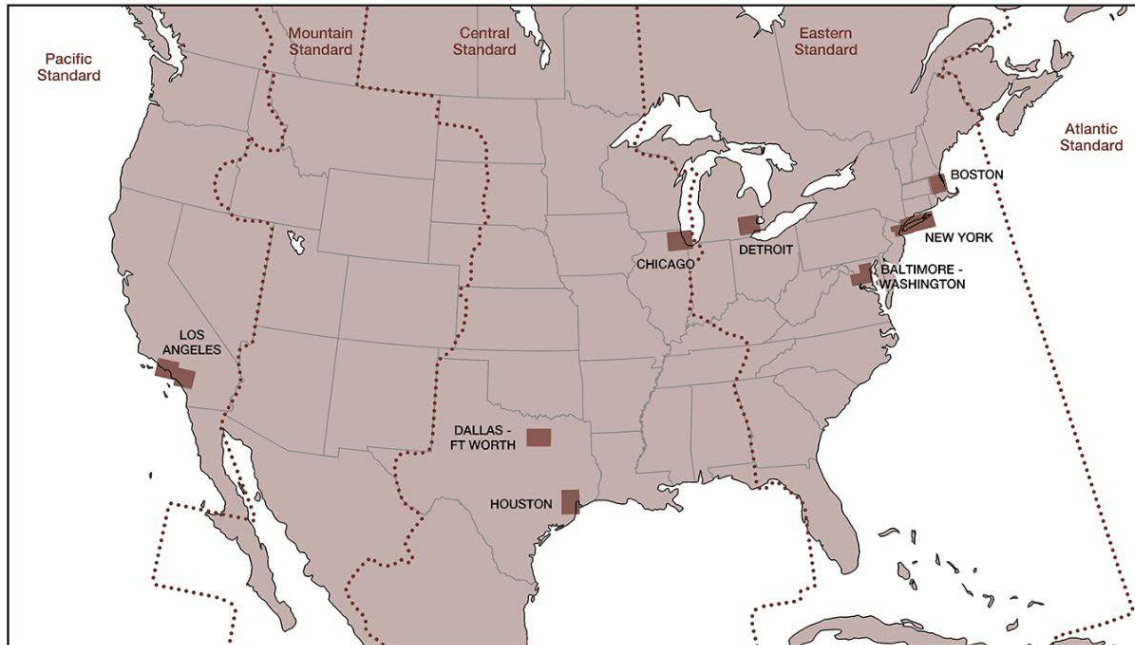 Pacific
Standard
Mountain
Standard
Central
Standard
Eastern
Standard
Atlantic
Standard
BOSTON
NEW YORK
DETROIT
CHICAGO
BALTIMORE -
WASHINGTON
LOS
ANGELES
DALLAS -
FT WORTH
HOUSTON